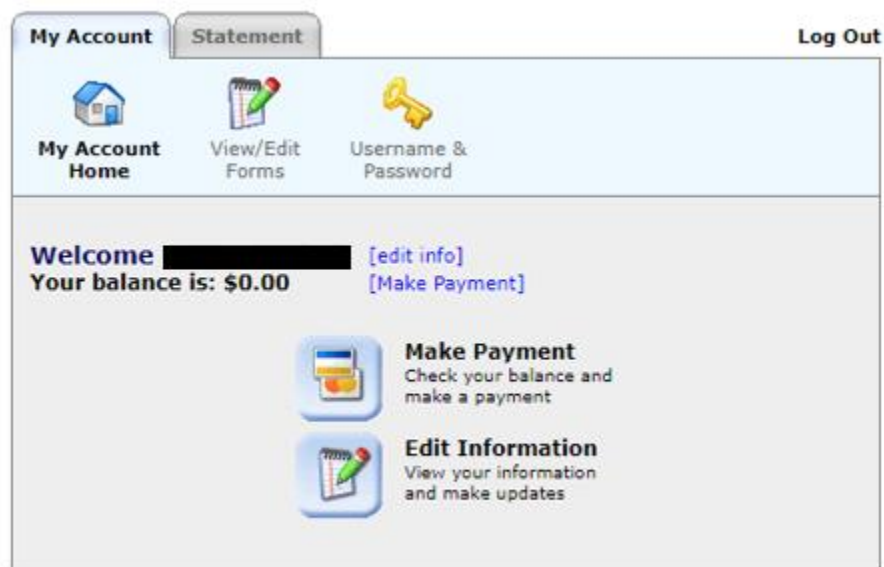 My Account
Statement
Log Out
My Account
Home
View/Edit
Forms
Username &
Password
Welcome
[edit info]
Your balance is: $0.00
[Make Payment]
Make Payment
Check your balance and
make a payment
Edit Information
View your information
and make updates